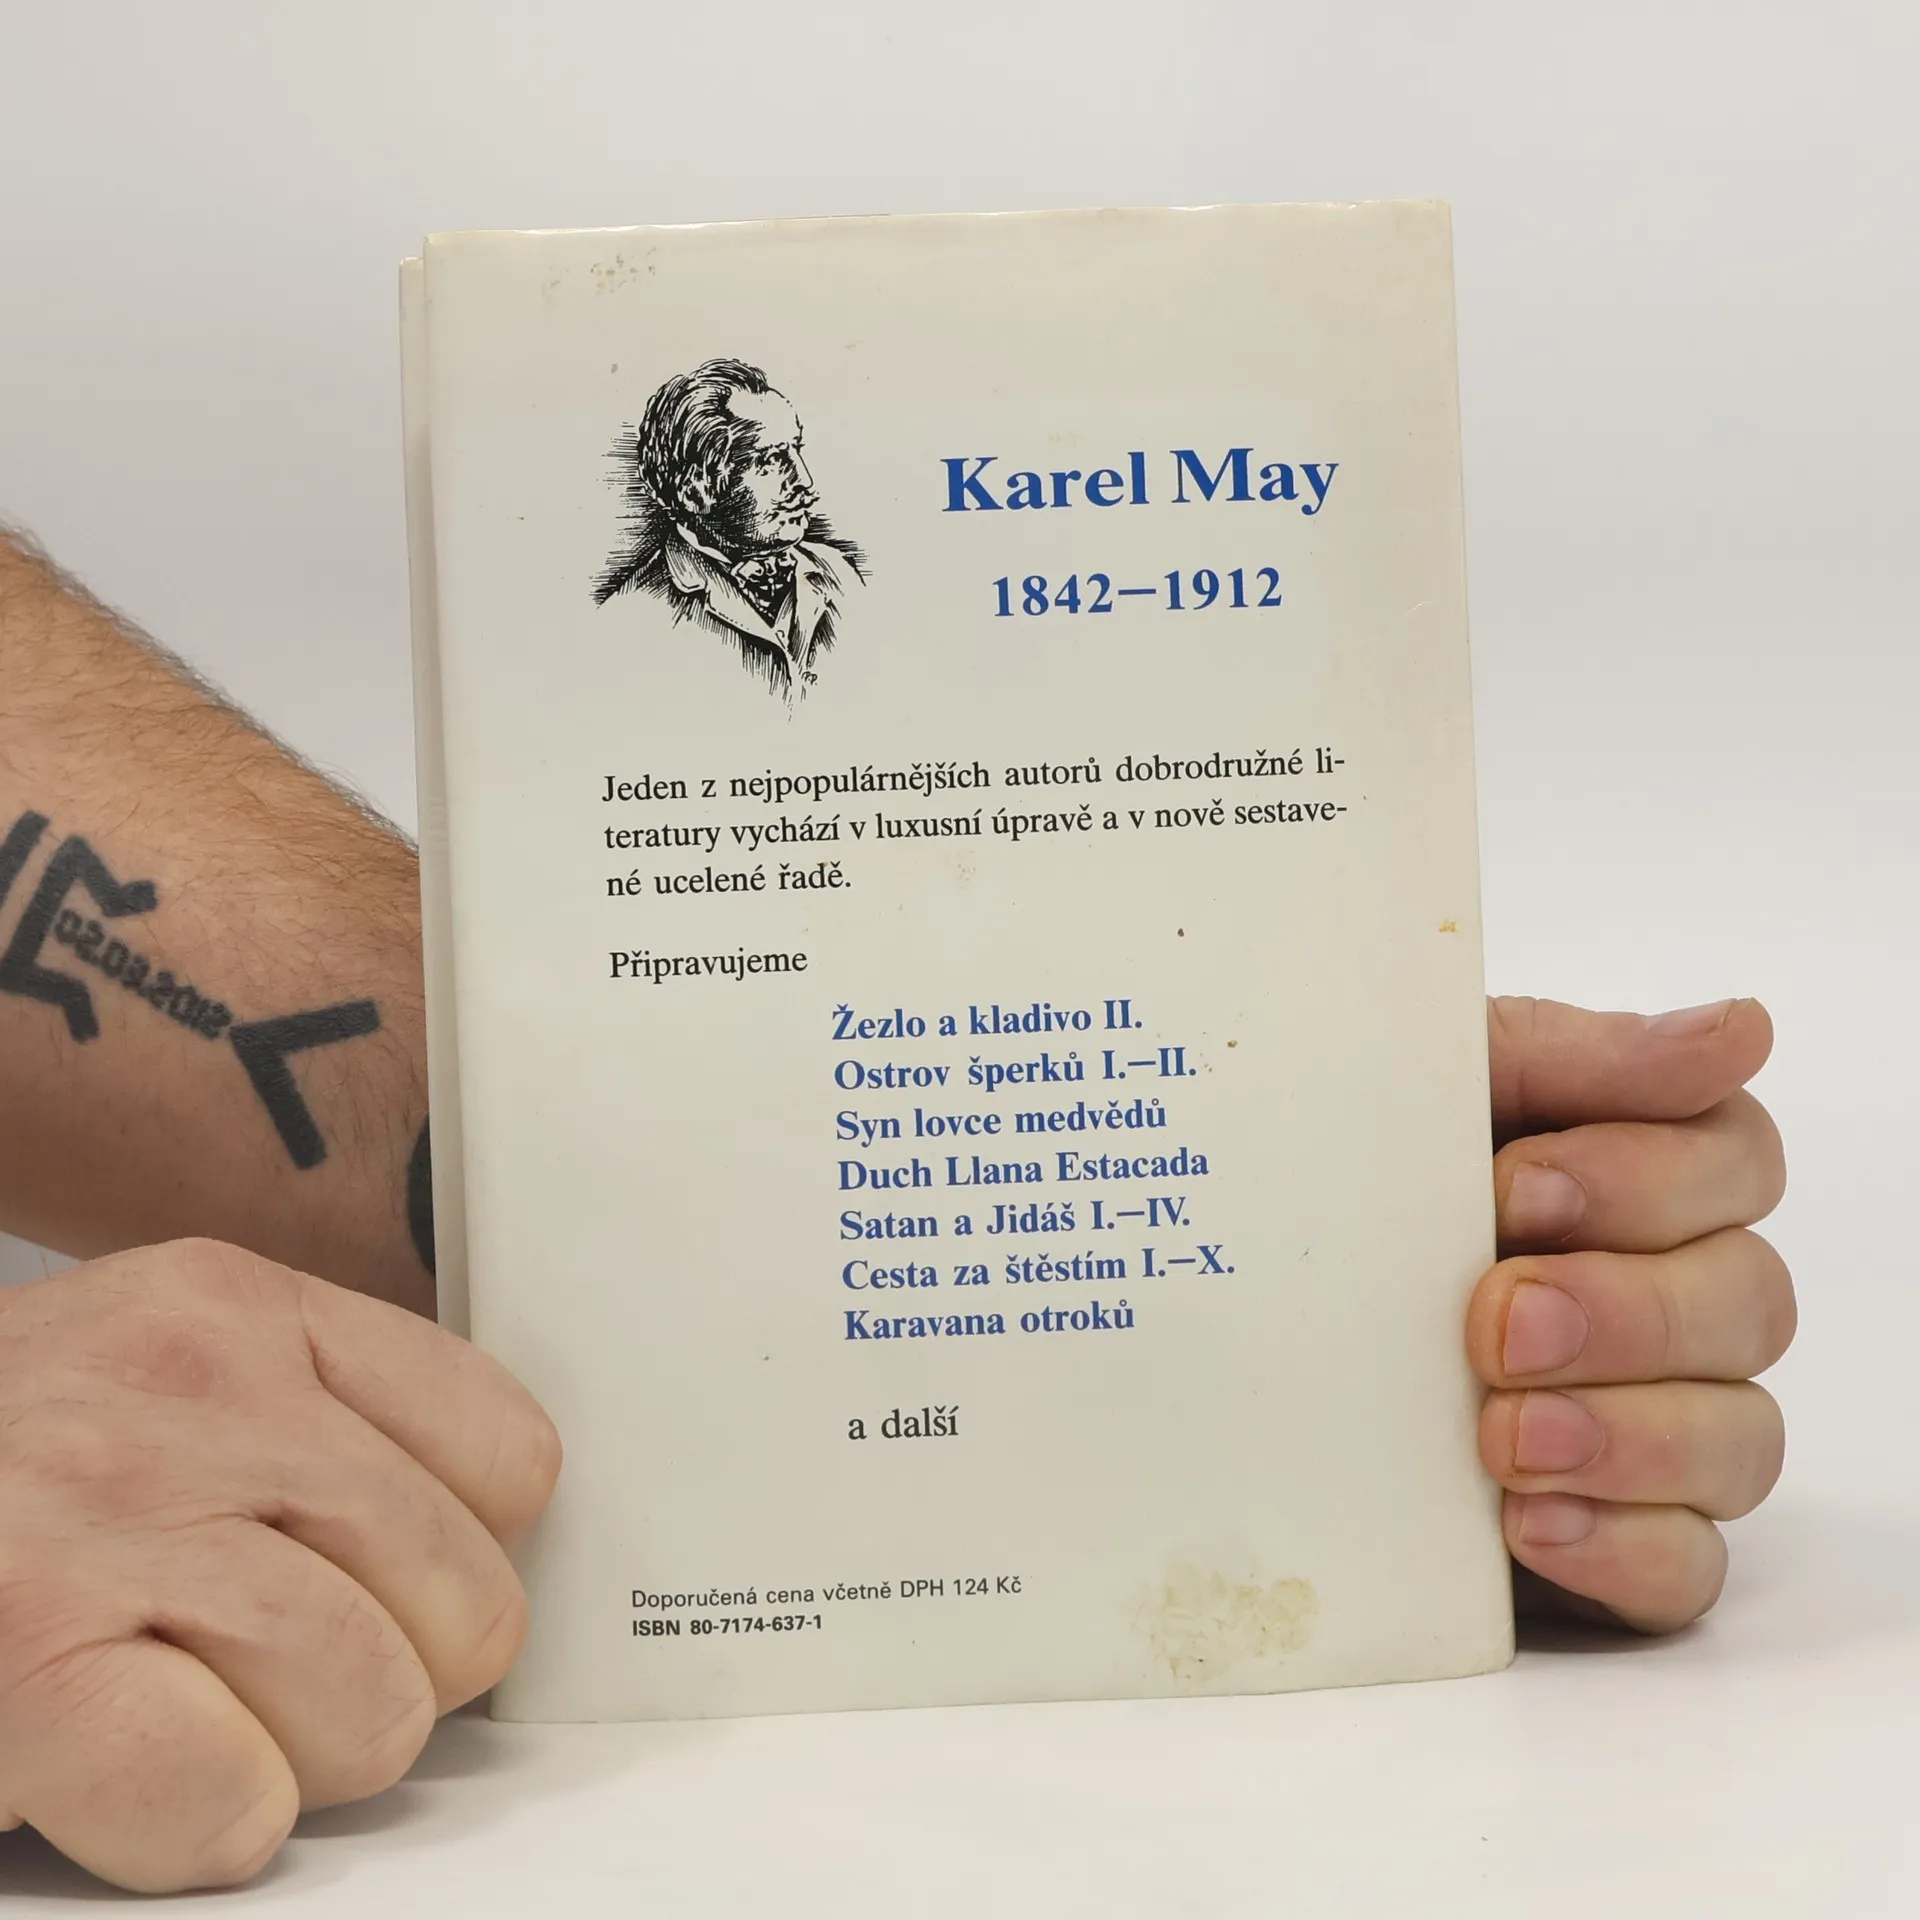 Karel May
1842—1912
Jeden z nejpopulárnějších autorů dobrodružné li-
teratury vychází v luxusní úpravě a v nově sestave-
né ucelené řadě.
Připravujeme
Žezlo a kladivo II.
Ostrov šperků I.—II.
Syn lovce medvědů
Duch Llana Estacada
Satan a Jidáš I.—IV.
Cesta za štěstím I.—X.
Karavana otroků
a další
Doporučená cena včetně DPH 124 Kč
ISBN 80-7174-637-1